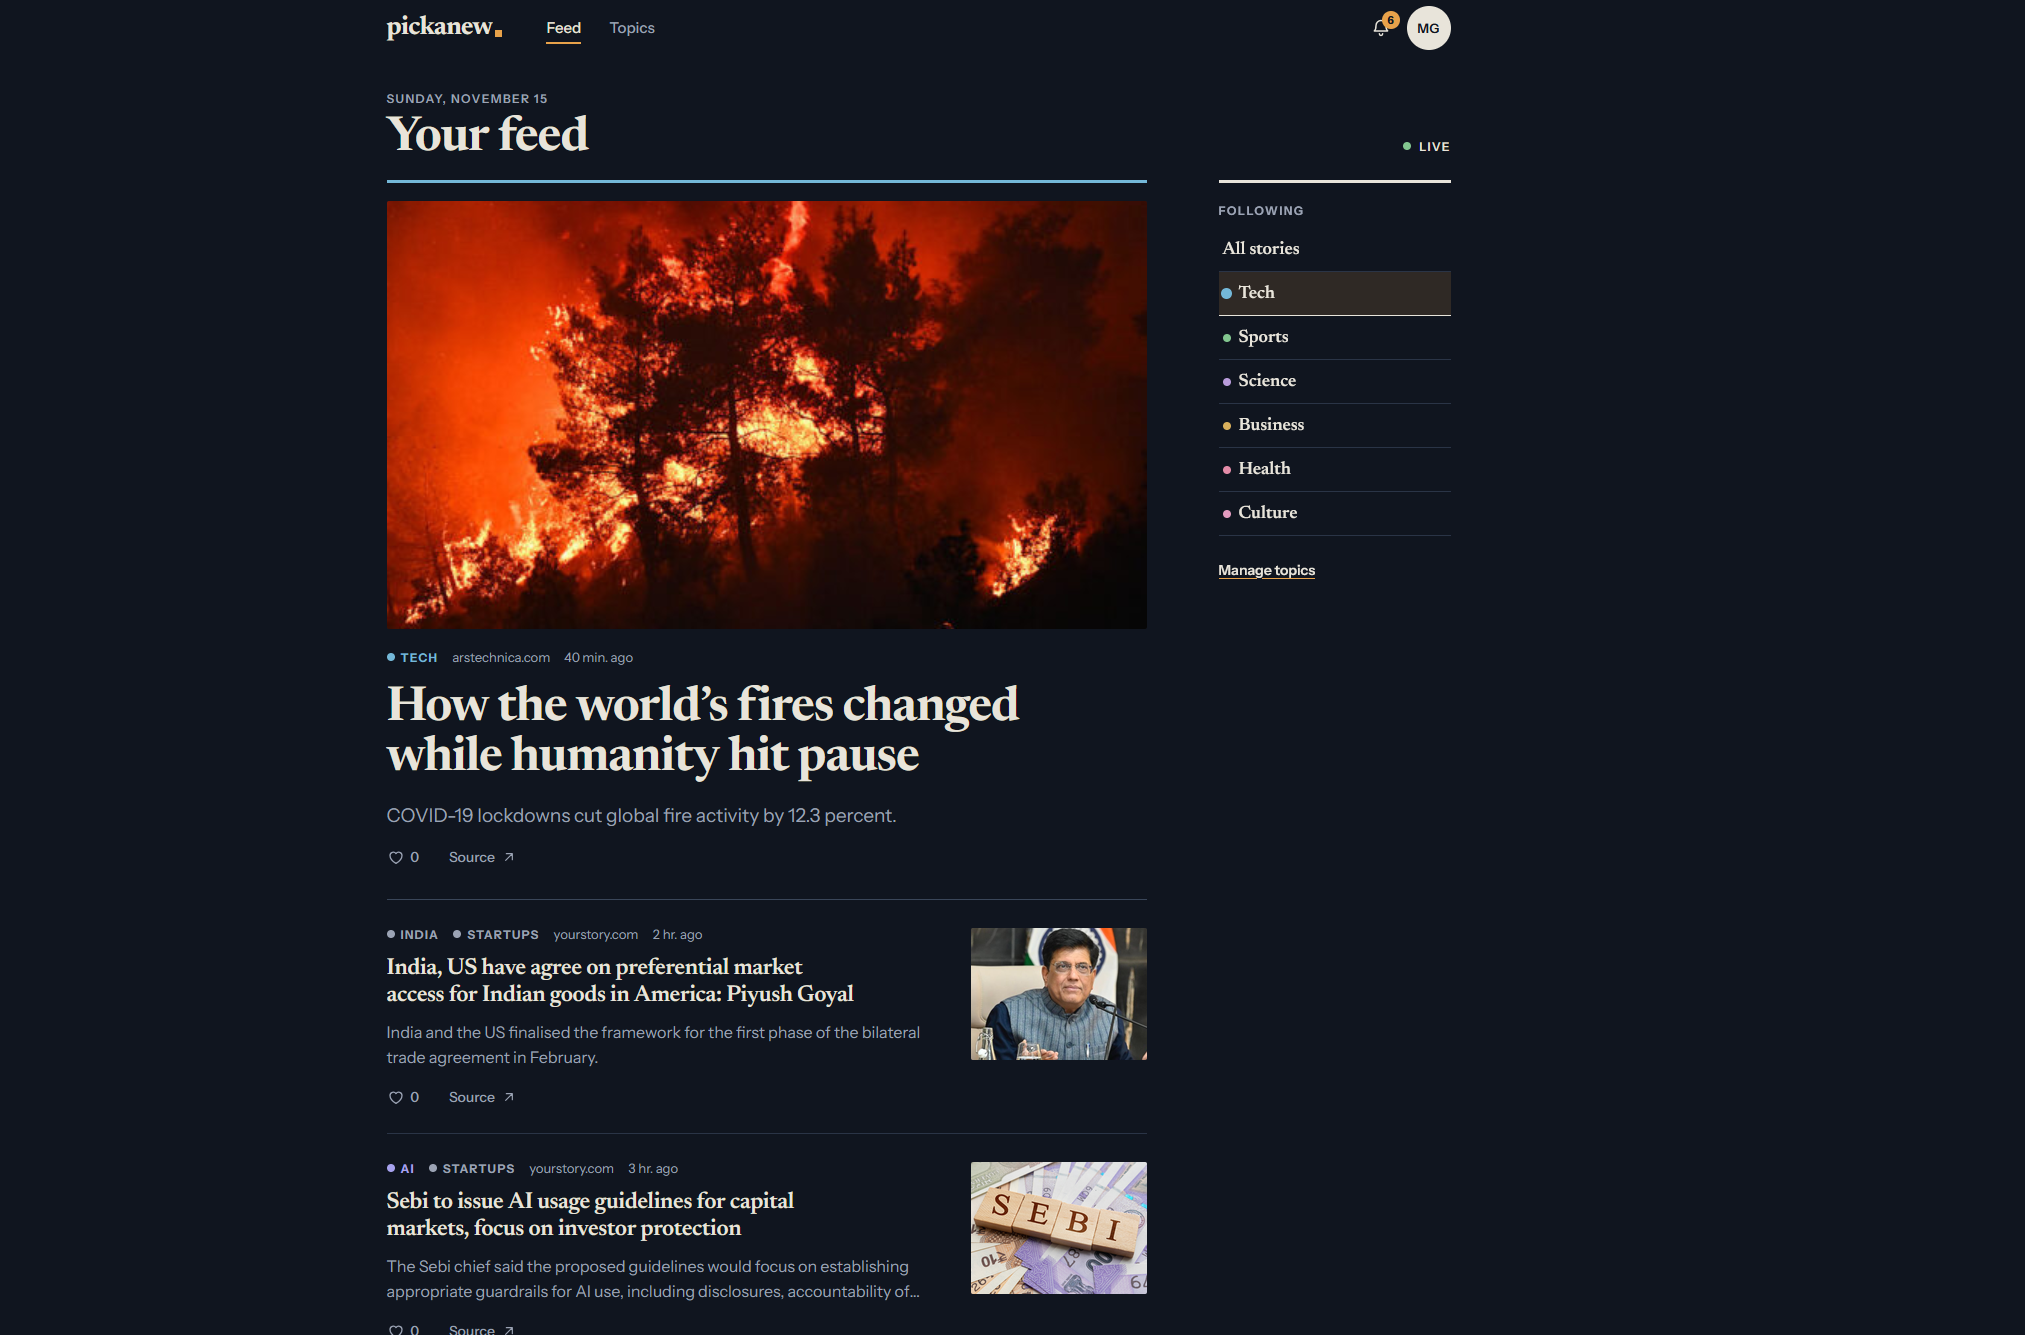 pickanew.
Feed
Topics
6
MG
SUNDAY, NOVEMBER 15
Your feed
LIVE
FOLLOWING
All stories
Tech
Sports
Science
Business
Health
Culture
Manage topics
TECH arstechnica.com 40 min. ago
How the world’s fires changed
while humanity hit pause
COVID-19 lockdowns cut global fire activity by 12.3 percent.
0 Source
INDIA STARTUPS yourstory.com 2 hr. ago
India, US have agree on preferential market
access for Indian goods in America: Piyush Goyal
India and the US finalised the framework for the first phase of the bilateral
trade agreement in February.
0 Source
AI STARTUPS yourstory.com 3 hr. ago
Sebi to issue AI usage guidelines for capital
markets, focus on investor protection
The Sebi chief said the proposed guidelines would focus on establishing
appropriate guardrails for AI use, including disclosures, accountability of...
SEBI
0 Source